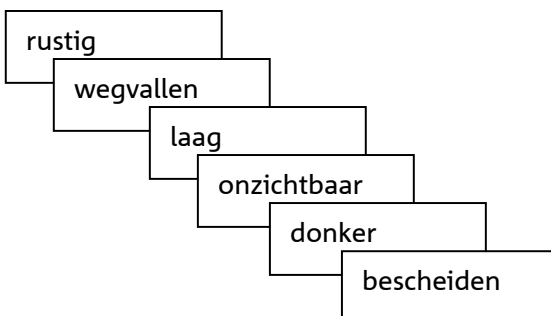 rustig
wegvallen
laag
onzichtbaar
donker
bescheiden